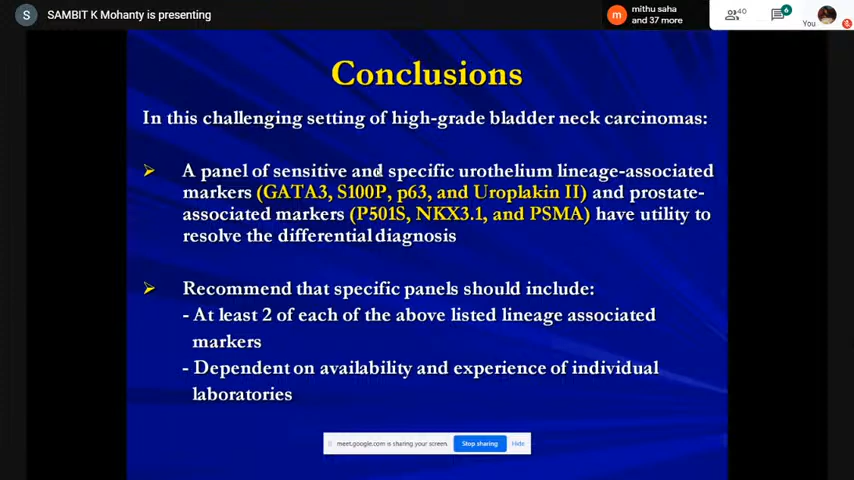 S SAMBIT K Mohanty is presenting
m mithu saha
and 37 more
40
6
You
Conclusions
In this challenging setting of high-grade bladder neck carcinomas:
A panel of sensitive and specific urothelium lineage-associated
markers (GATA3, S100P, p63, and Uroplakin II) and prostate-
associated markers (P501S, NKX3.1, and PSMA) have utility to
resolve the differential diagnosis
Recommend that specific panels should include:
- At least 2 of each of the above listed lineage associated
markers
- Dependent on availability and experience of individual
laboratories
meet.google.com is sharing your screen. Stop sharing Hide